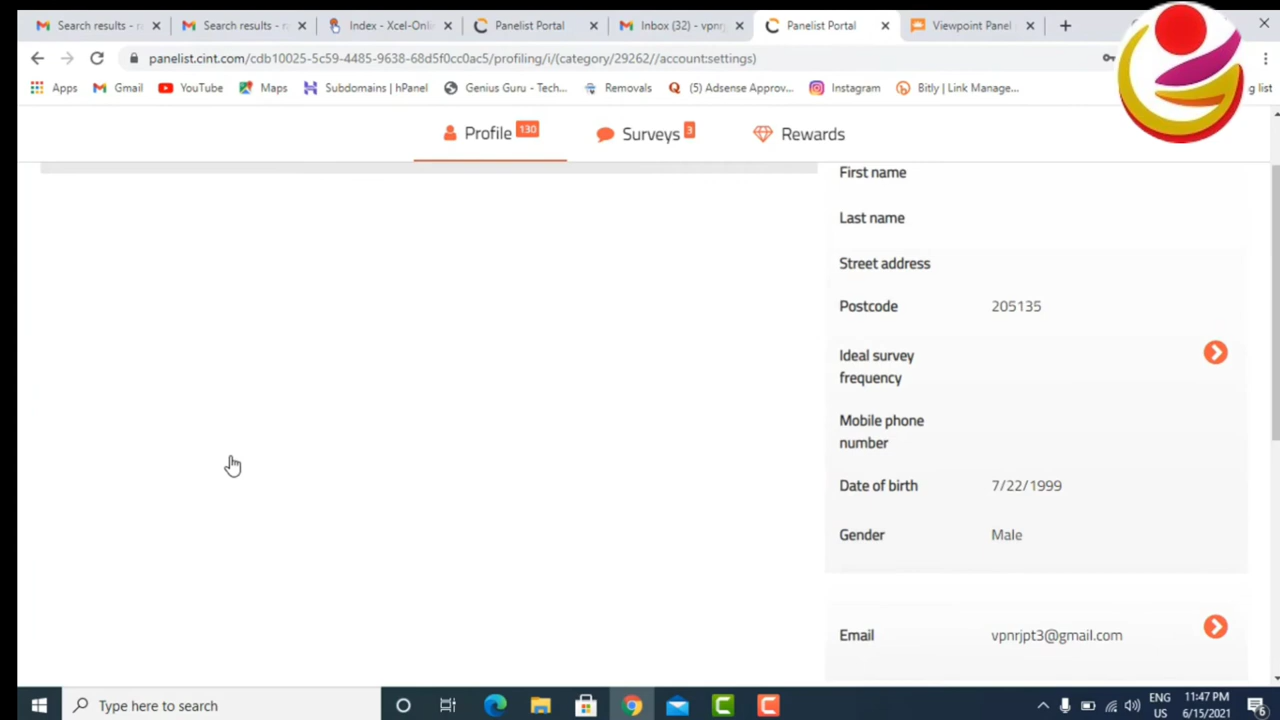 Search results - r
Search results - r
Index - Xcel-Onli
Panelist Portal
Inbox (32) - vpnrj
Panelist Portal
Viewpoint Panel
panelist.cint.com/cdb10025-5c59-4485-9638-68d5f0cc0ac5/profiling/i/(category/29262//account:settings)
Apps
Gmail
YouTube
Maps
Subdomains | hPanel
Genius Guru - Tech...
Removals
(5) Adsense Approv...
Instagram
Bitly | Link Manage...
g list
Profile 130
Surveys 3
Rewards
First name
Last name
Street address
Postcode 205135
Ideal survey
frequency
Mobile phone
number
Date of birth 7/22/1999
Gender Male
Email vpnrjpt3@gmail.com
Type here to search
ENG
US
11:47 PM
6/15/2021
6